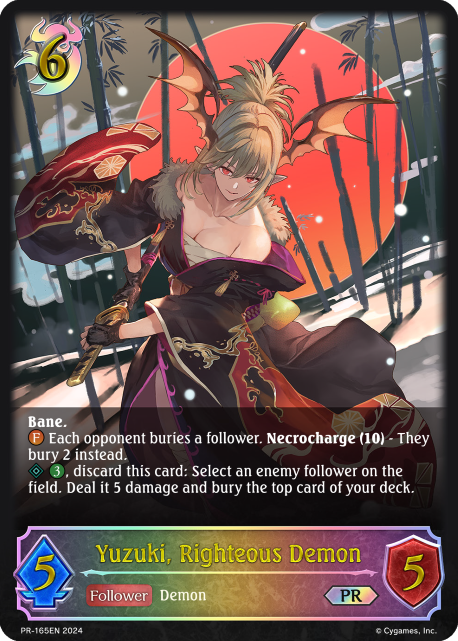 6
Bane.
F Each opponent buries a follower. Necrocharge (10) - They
bury 2 instead.
3, discard this card: Select an enemy follower on the
field. Deal it 5 damage and bury the top card of your deck.
Yuzuki, Righteous Demon
5
5
Follower Demon
PR
PR-165EN 2024
© Cygames, Inc.